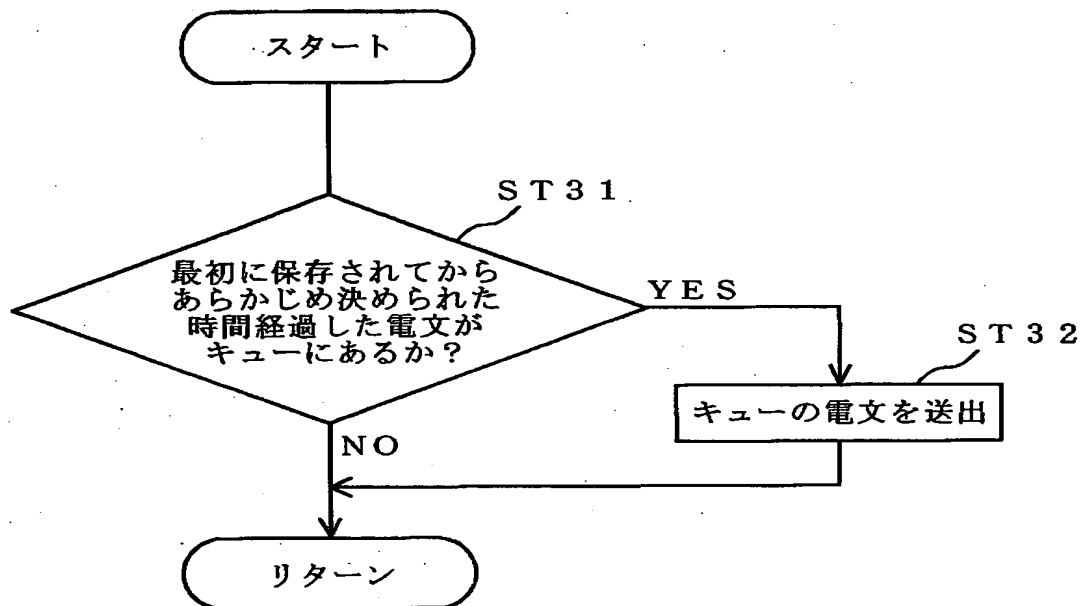 スタート
ST31
最初に保存されてから
あらかじめ決められた
時間経過した電文が
キューにあるか?
YES
ST32
キューの電文を送出
NO
リターン